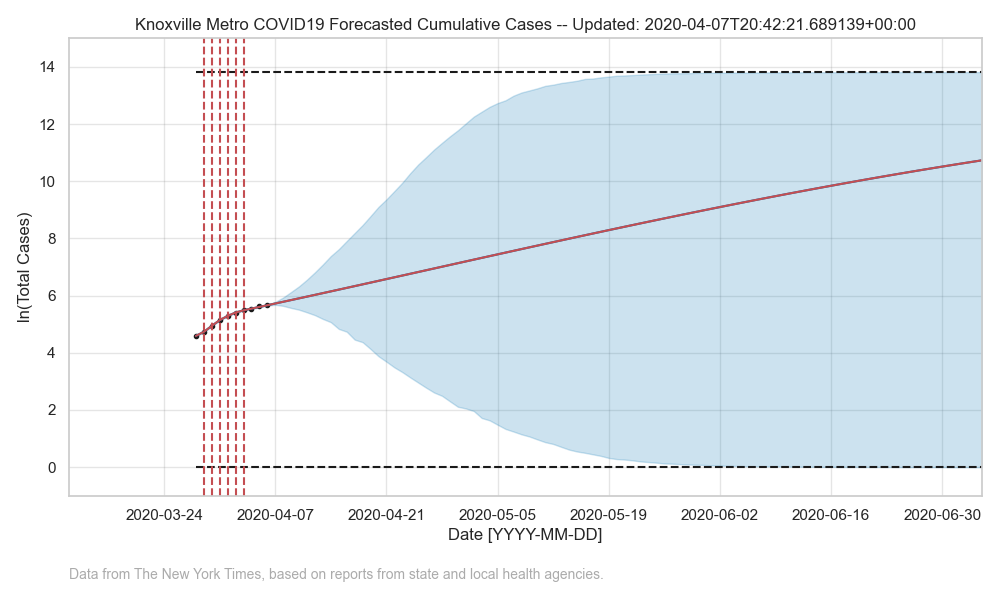 Knoxville Metro COVID19 Forecasted Cumulative Cases -- Updated: 2020-04-07T20:42:21.689139+00:00
ln(Total Cases)
14
12
10
8
6
4
2
0
2020-03-24 2020-04-07 2020-04-21 2020-05-05 2020-05-19 2020-06-02 2020-06-16 2020-06-30
Date [YYYY-MM-DD]
Data from The New York Times, based on reports from state and local health agencies.